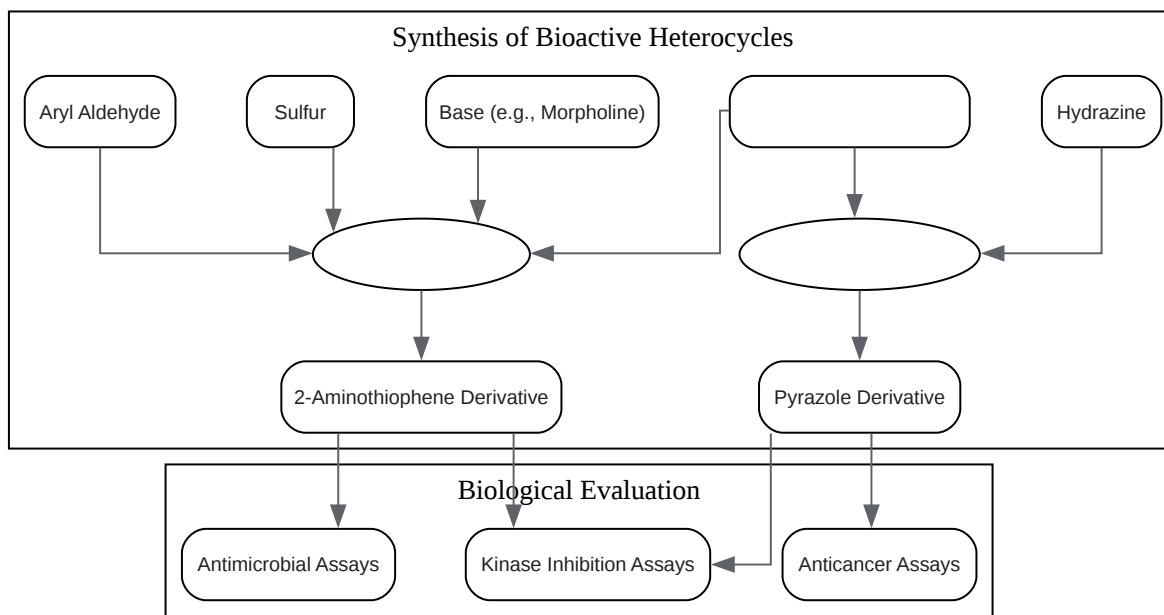 Synthesis of Bioactive Heterocycles
Aryl Aldehyde
Sulfur
Base (e.g., Morpholine)
Hydrazine
2-Aminothiophene Derivative
Pyrazole Derivative
Biological Evaluation
Antimicrobial Assays
Kinase Inhibition Assays
Anticancer Assays